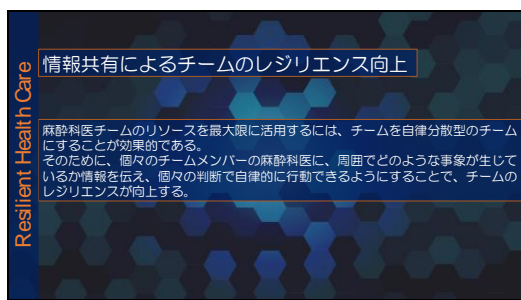 Resilient Health Care
情報共有によるチームのレジリエンス向上
麻酔科医チームのリソースを最大限に活用するには、チームを自律分散型のチーム
にすることが効果的である。
そのために、個々のチームメンバーの麻酔科医に、周囲でどのような事象が生じて
いるか情報を伝え、個々の判断で自律的に行動できるようにすることで、チームの
レジリエンスが向上する。